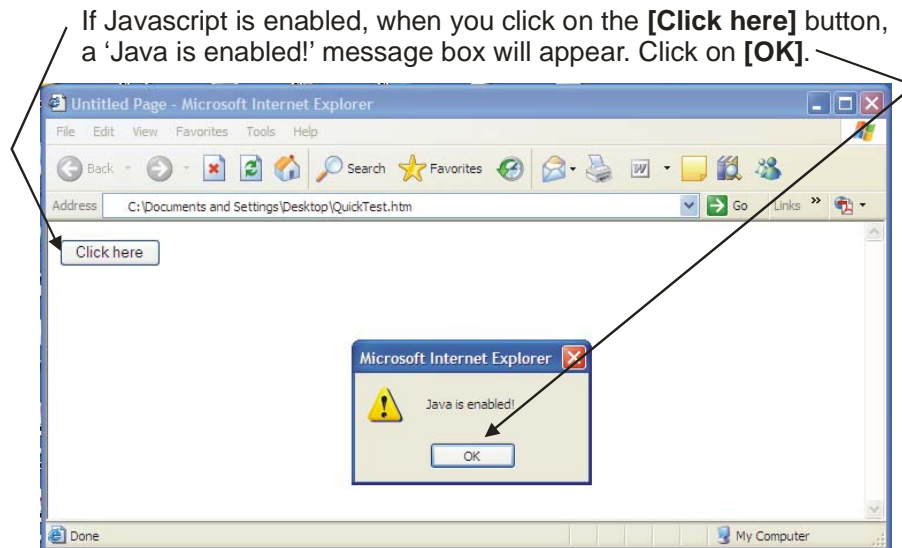 If Javascript is enabled, when you click on the [Click here] button,
a ‘Java is enabled!’ message box will appear. Click on [OK].
Untitled Page - Microsoft Internet Explorer
File Edit View Favorites Tools Help
Back Search Favorites
Address C:\Documents and Settings\Desktop\QuickTest.htm Go Links »
Click here
Microsoft Internet Explorer
Java is enabled!
OK
Done My Computer